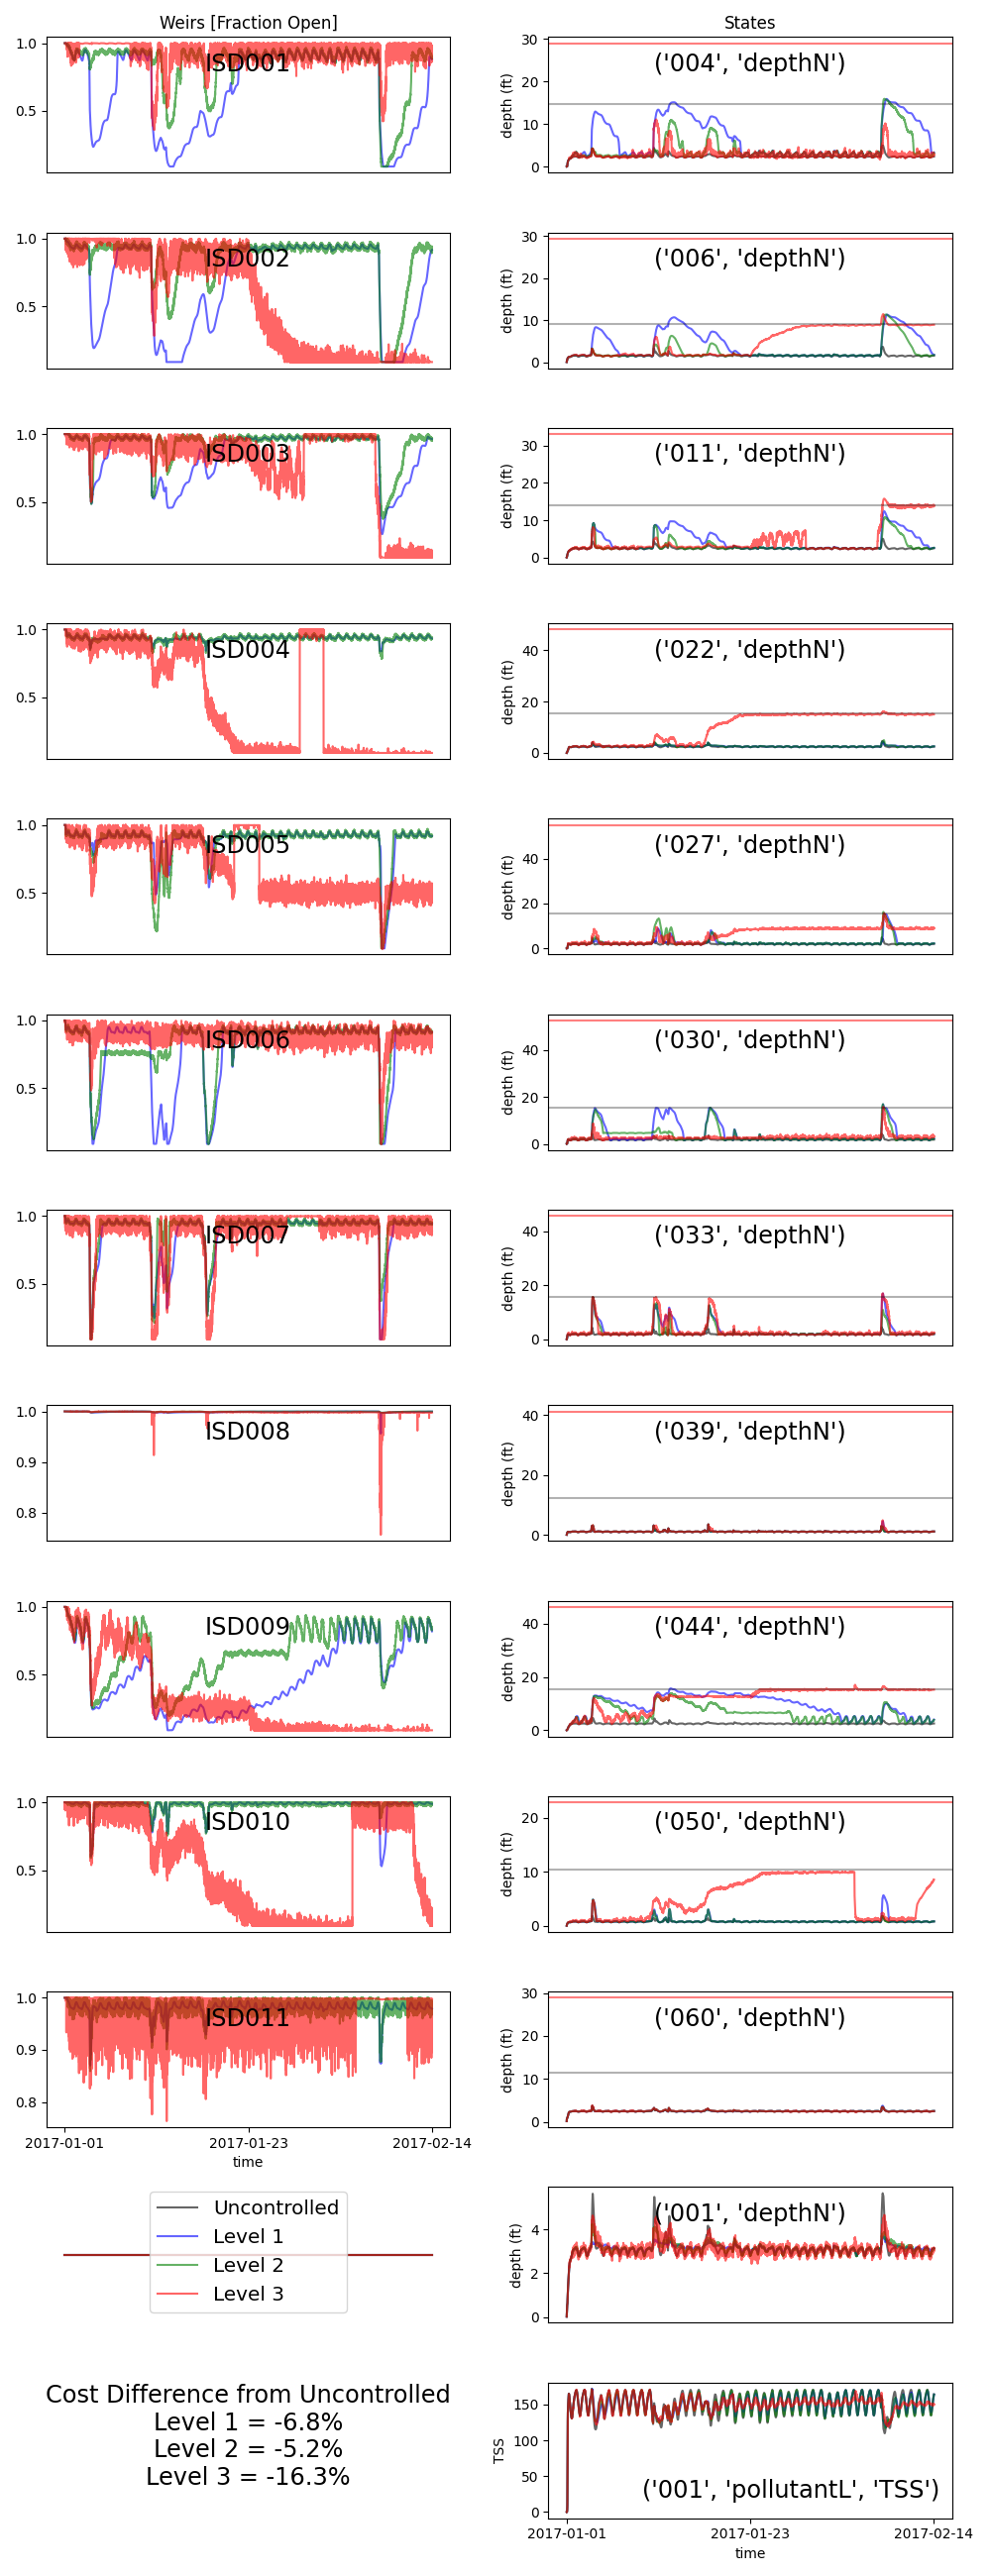 Weirs [Fraction Open]
States
1.0
0.5
ISD001
30
20
10
0
depth (ft)
('004', 'depthN')
1.0
0.5
ISD002
30
20
10
0
depth (ft)
('006', 'depthN')
1.0
0.5
ISD003
30
20
10
0
depth (ft)
('011', 'depthN')
1.0
0.5
ISD004
40
20
0
depth (ft)
('022', 'depthN')
1.0
0.5
ISD005
40
20
0
depth (ft)
('027', 'depthN')
1.0
0.5
ISD006
40
20
0
depth (ft)
('030', 'depthN')
1.0
0.5
ISD007
40
20
0
depth (ft)
('033', 'depthN')
1.0
0.9
0.8
ISD008
40
20
0
depth (ft)
('039', 'depthN')
1.0
0.5
ISD009
40
20
0
depth (ft)
('044', 'depthN')
1.0
0.5
ISD010
20
10
0
depth (ft)
('050', 'depthN')
1.0
0.9
0.8
ISD011
2017-01-01
2017-01-23
2017-02-14
time
30
20
10
0
depth (ft)
('060', 'depthN')
Uncontrolled
Level 1
Level 2
Level 3
4
2
0
depth (ft)
('001', 'depthN')
Cost Difference from Uncontrolled
Level 1 = -6.8%
Level 2 = -5.2%
Level 3 = -16.3%
150
100
50
0
TSS
('001', 'pollutantL', 'TSS')
2017-01-01
2017-01-23
2017-02-14
time